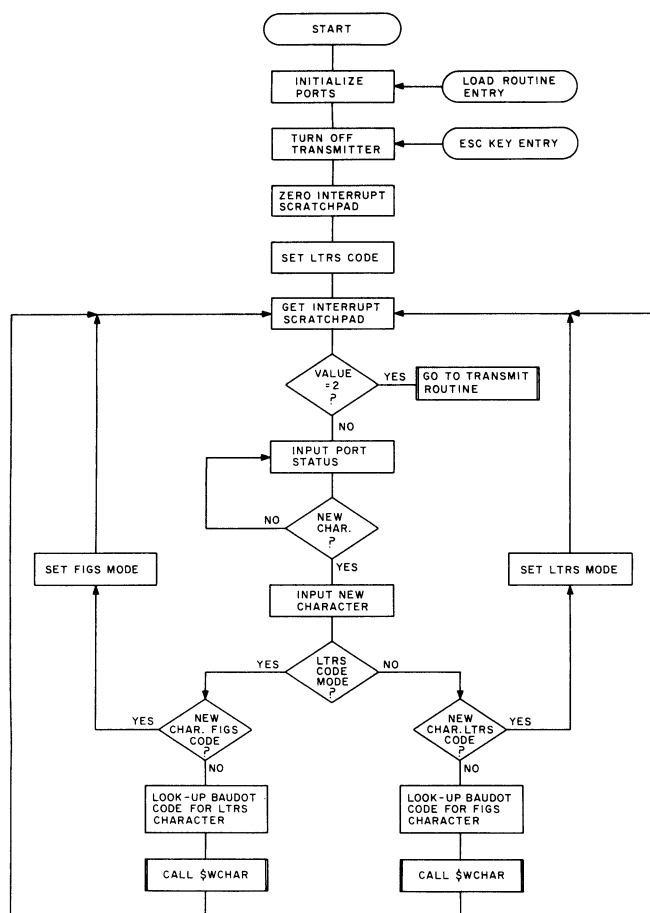 START
INITIALIZE
PORTS
LOAD ROUTINE
ENTRY
TURN OFF
TRANSMITTER
ESC KEY ENTRY
ZERO INTERRUPT
SCRATCHPAD
SET LTRS CODE
GET INTERRUPT
SCRATCHPAD
VALUE
=2
?
YES
GO TO TRANSMIT
ROUTINE
NO
INPUT PORT
STATUS
NO
NEW
CHAR.
?
YES
SET FIGS MODE
SET LTRS MODE
INPUT NEW
CHARACTER
YES
LTRS
CODE
MODE
?
NO
YES
NEW
CHAR. FIGS
CODE
?
NO
NEW
CHAR. LTRS
CODE
?
YES
NO
LOOK-UP BAUDOT
CODE FOR LTRS
CHARACTER
LOOK-UP BAUDOT
CODE FOR FIGS
CHARACTER
CALL $WCHAR
CALL $WCHAR